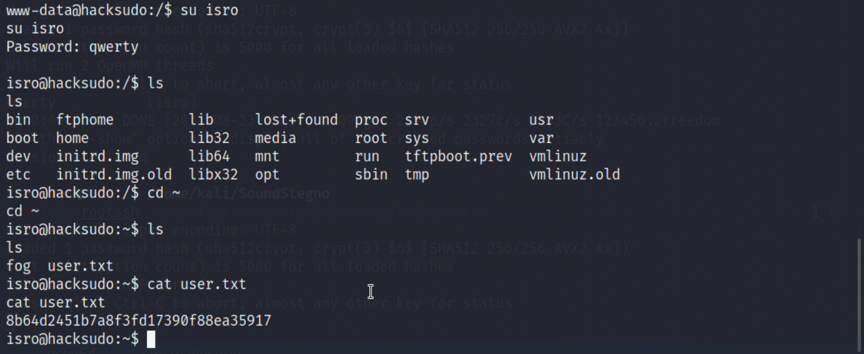 www-data@hacksudo:/$ su isro
su isro
Password: qwerty
isro@hacksudo:/$ ls
ls
bin ftphome lib lost+found proc srv usr
boot home lib32 media root sys var
dev initrd.img lib64 mnt run tftpboot.prev vmlinuz
etc initrd.img.old libx32 opt sbin tmp vmlinuz.old
isro@hacksudo:/$ cd ~
cd ~
isro@hacksudo:~$ ls
ls
fog user.txt
isro@hacksudo:~$ cat user.txt
cat user.txt
8b64d2451b7a8f3fd17390f88ea35917
isro@hacksudo:~$